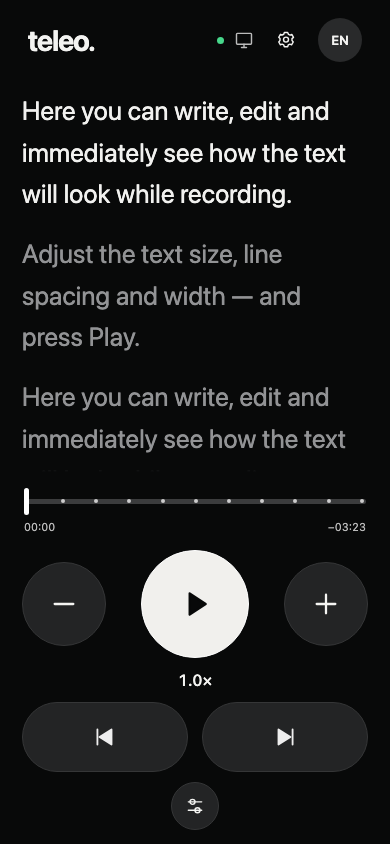 teleo.
EN
Here you can write, edit and
immediately see how the text
will look while recording.
Adjust the text size, line
spacing and width — and
press Play.
Here you can write, edit and
immediately see how the text
00:00
−03:23
1.0×